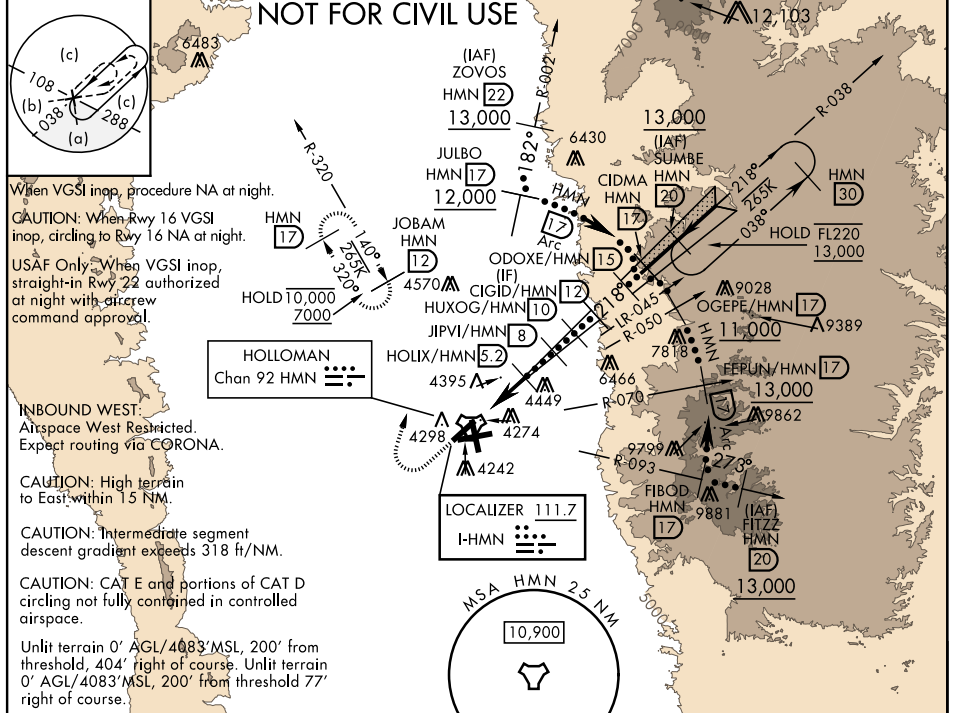 NOT FOR CIVIL USE
(c)
108
(b)
(c)
038
288
(a)
6483
12,103
7000
8000
(IAF)
ZOVOS
HMN 22
13,000
R-002
182°
R-038
13,000
(IAF)
SUMBE
HMN
20
6430
JULBO
HMN 17
12,000
HMN
17
Arc
CIDMA
HMN
17
218°
265K
038°
HMN
30
HOLD FL220
13,000
R-320
When VGSI inop, procedure NA at night.
CAUTION: When Rwy 16 VGSI
inop, circling to Rwy 16 NA at night.
USAF Only: When VGSI inop,
straight-in Rwy 22 authorized
at night with aircrew
command approval.
HMN
17
140°
265K
320°
JOBAM
HMN
12
4570
HOLD 10,000
7000
ODOXE/HMN 15
(IF)
CIGID/HMN 12
HUXOG/HMN 10
JIPVI/HMN 8
HOLIX/HMN 5.2
218°
LR-045
R-050
9028
OGEPE/HMN 17
11,000
9389
HMN
7818
FEPUN/HMN 17
13,000
HOLLOMAN
Chan 92 HMN
4395
4449
6466
R-070
17
Arc
9862
4298
4274
9799
4242
R-093
273°
INBOUND WEST:
Airspace West Restricted.
Expect routing via CORONA.
CAUTION: High terrain
to East within 15 NM.
LOCALIZER 111.7
I-HMN
FIBOD
HMN
17
9881
(IAF)
FITZZ
HMN
20
13,000
CAUTION: Intermediate segment
descent gradient exceeds 318 ft/NM.
CAUTION: CAT E and portions of CAT D
circling not fully contained in controlled
airspace.
5000
MSA HMN 25 NM
10,900
Unlit terrain 0' AGL/4083'MSL, 200' from
threshold, 404' right of course. Unlit terrain
0' AGL/4083'MSL, 200' from threshold 77'
right of course.